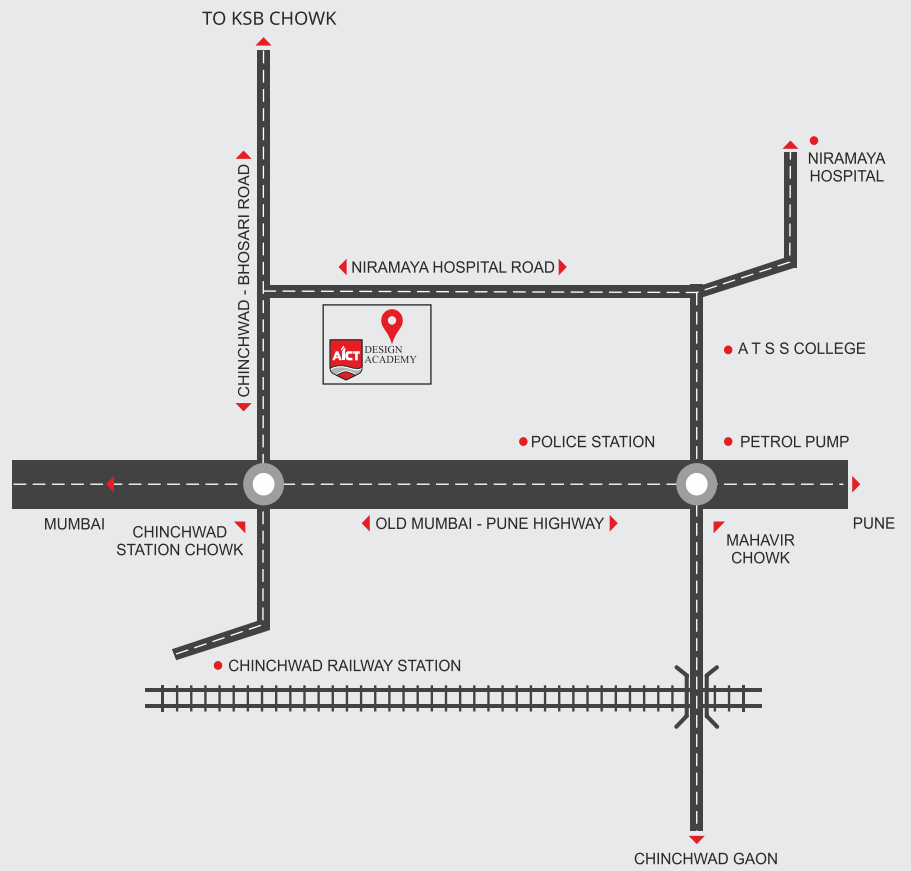 TO KSB CHOWK
NIRAMAYA
HOSPITAL
CHINCHWAD - BHOSARI ROAD
NIRAMAYA HOSPITAL ROAD
AICT
DESIGN
ACADEMY
A T S S COLLEGE
POLICE STATION
PETROL PUMP
MUMBAI
CHINCHWAD
STATION CHOWK
OLD MUMBAI - PUNE HIGHWAY
MAHAVIR
CHOWK
PUNE
CHINCHWAD RAILWAY STATION
CHINCHWAD GAON